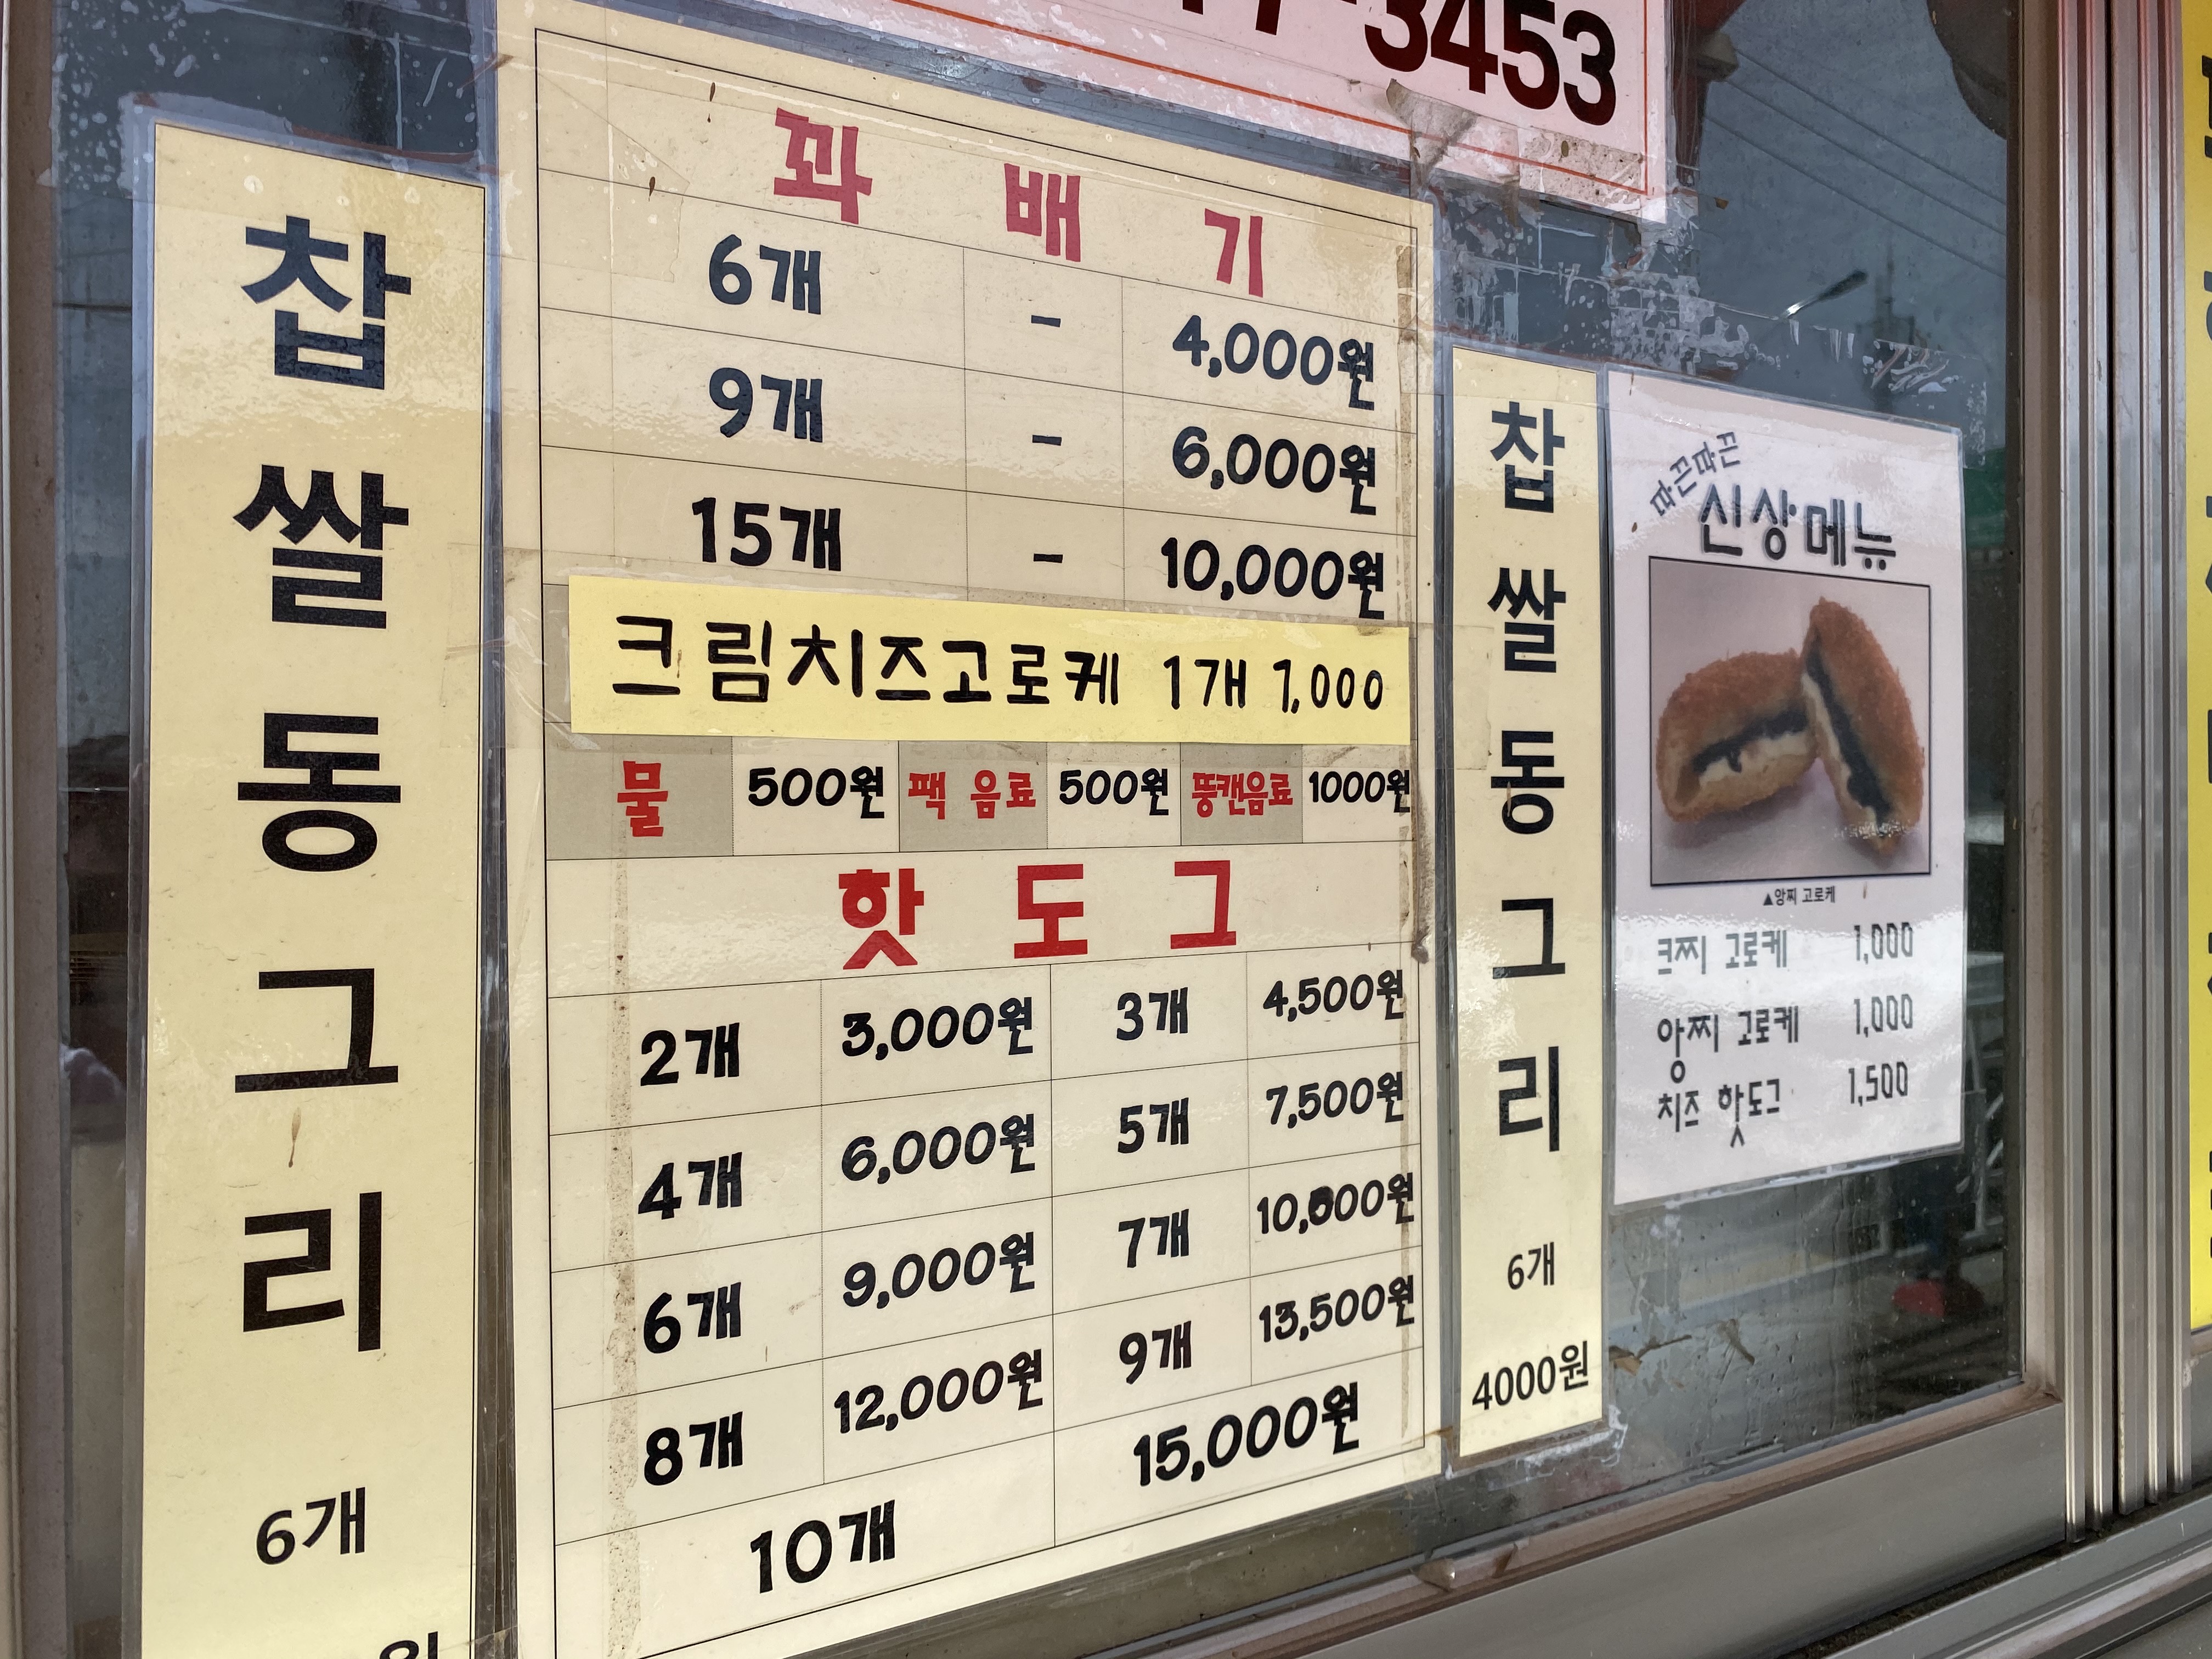 3453
찹쌀동그리
6개
원
꽈 배 기
6개 - 4,000원
9개 - 6,000원
15개 - 10,000원
크림치즈고로케 1개 1,000
물 500원 팩 음료 500원 뚱캔음료 1000원
핫 도 그
2개 3,000원 3개 4,500원
4개 6,000원 5개 7,500원
6개 9,000원 7개 10,500원
8개 12,000원 9개 13,500원
10개 15,000원
찹쌀동그리
6개
4000원
따끈따끈
신상메뉴
▲앙찌 고로케
크찌 고로케 1,000
앙찌 고로케 1,000
치즈 핫도그 1,500